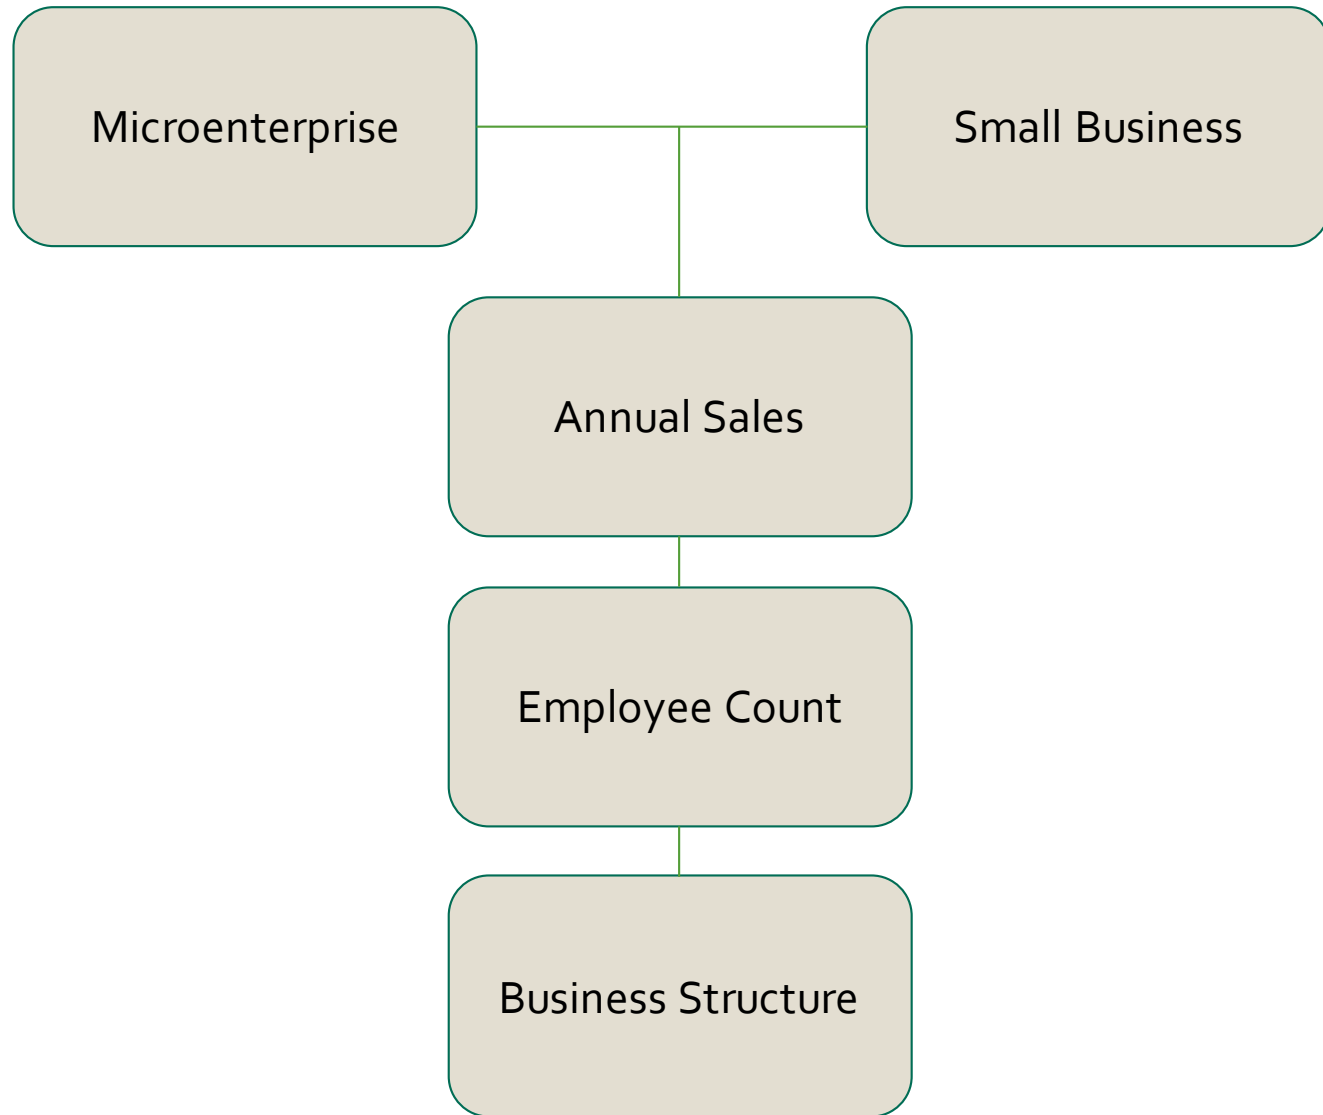 Microenterprise
Small Business
Annual Sales
Employee Count
Business Structure